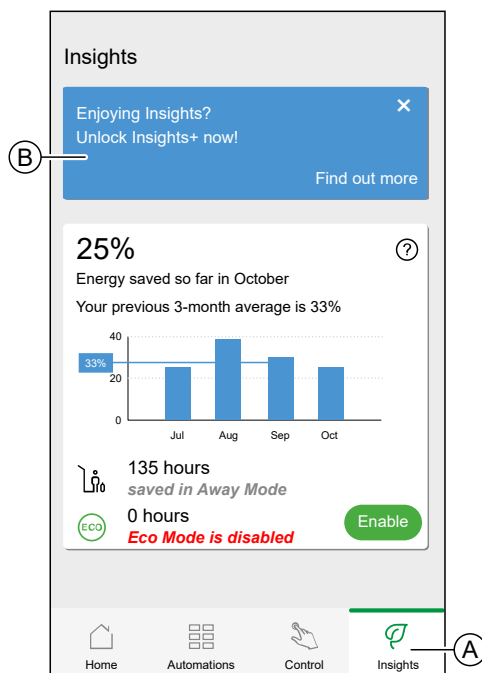 Insights
Enjoying Insights?
Unlock Insights+ now!
×
Find out more
B
25%
?
Energy saved so far in October
Your previous 3-month average is 33%
40
33%
20
0
Jul Aug Sep Oct
135 hours
saved in Away Mode
ECO
0 hours
Eco Mode is disabled
Enable
Home Automations Control Insights
A